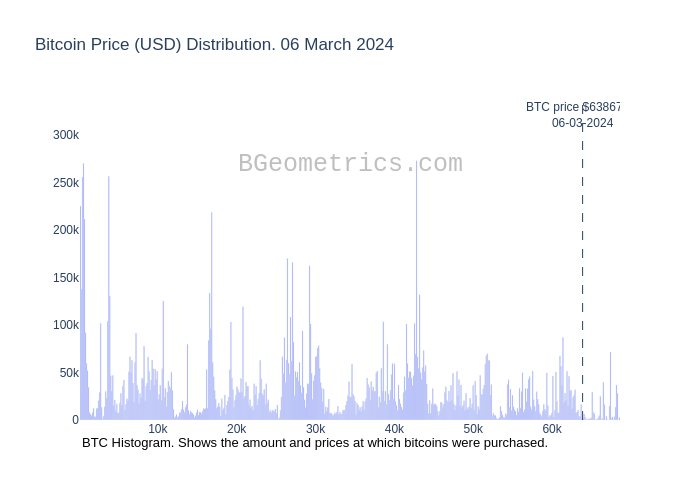 Bitcoin Price (USD) Distribution. 06 March 2024
BTC price $63867
06-03-2024
BGeometrics.com
300k
250k
200k
150k
100k
50k
0
10k 20k 30k 40k 50k 60k
BTC Histogram. Shows the amount and prices at which bitcoins were purchased.